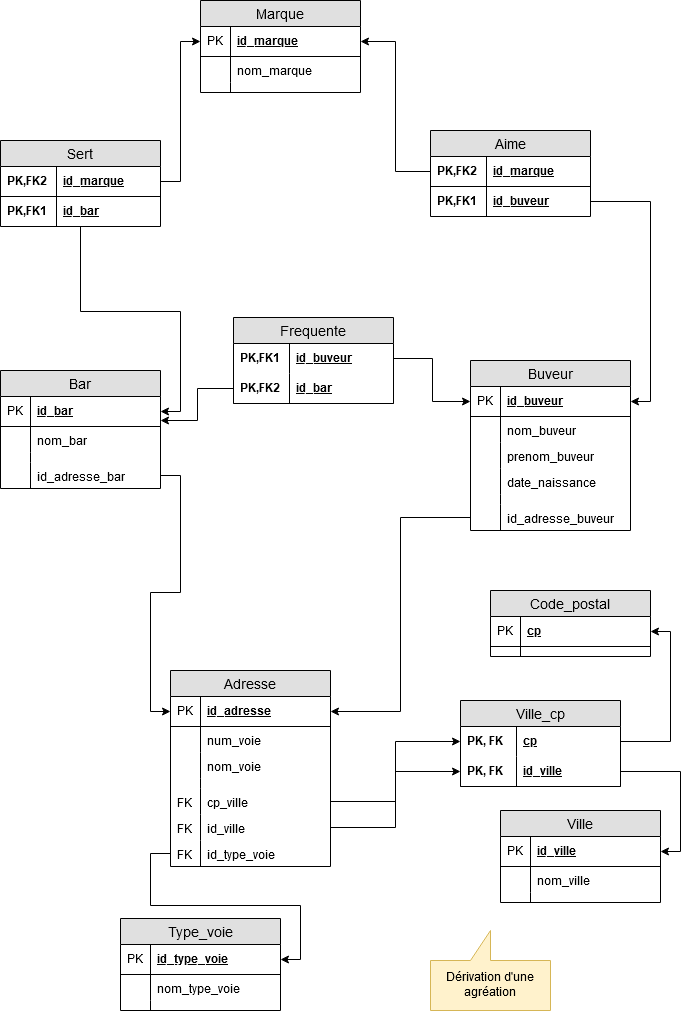 Marque
PK id_marque
nom_marque
Sert
PK,FK2 id_marque
PK,FK1 id_bar
Aime
PK,FK2 id_marque
PK,FK1 id_buveur
Frequente
PK,FK1 id_buveur
PK,FK2 id_bar
Bar
PK id_bar
nom_bar
id_adresse_bar
Buveur
PK id_buveur
nom_buveur
prenom_buveur
date_naissance
id_adresse_buveur
Code_postal
PK cp
Adresse
PK id_adresse
num_voie
nom_voie
FK cp_ville
FK id_ville
FK id_type_voie
Ville_cp
PK, FK cp
PK, FK id_ville
Ville
PK id_ville
nom_ville
Type_voie
PK id_type_voie
nom_type_voie
Dérivation d'une
agréation